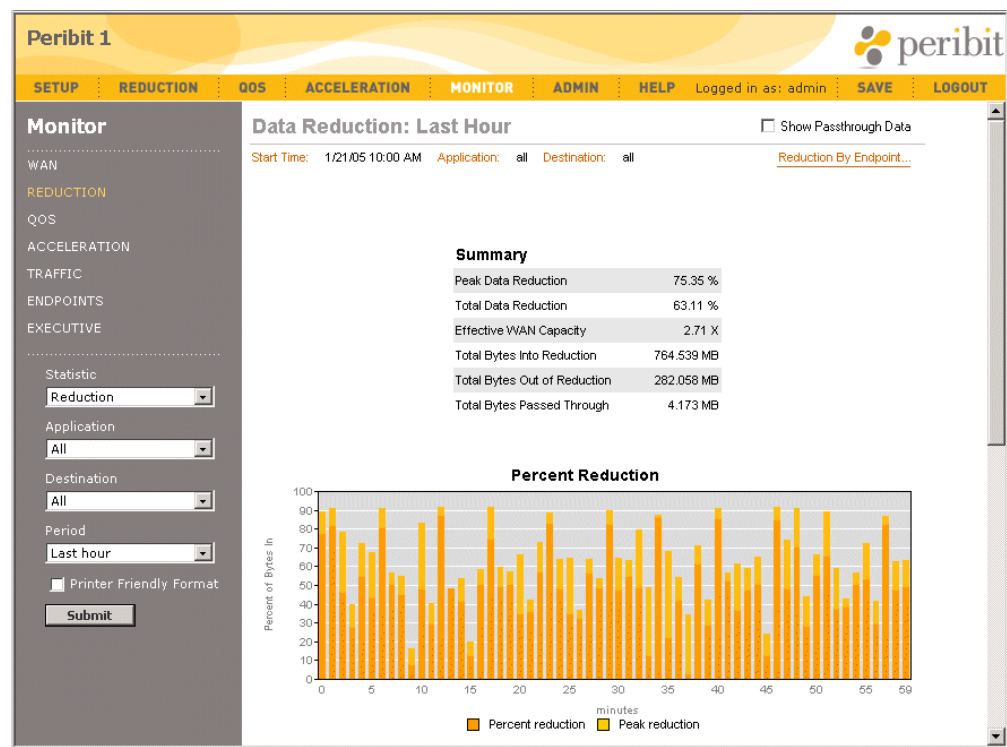 Peribit 1
peribit
SETUP REDUCTION QOS ACCELERATION MONITOR ADMIN HELP Logged in as: admin SAVE LOGOUT
Monitor
WAN
REDUCTION
QOS
ACCELERATION
TRAFFIC
ENDPOINTS
EXECUTIVE
Statistic
Reduction
Application
All
Destination
All
Period
Last hour
Printer Friendly Format
Submit
Data Reduction: Last Hour
Show Passthrough Data
Start Time: 1/21/05 10:00 AM Application: all Destination: all
Reduction By Endpoint...
Summary
Peak Data Reduction 75.35 %
Total Data Reduction 63.11 %
Effective WAN Capacity 2.71 X
Total Bytes Into Reduction 764.539 MB
Total Bytes Out of Reduction 282.058 MB
Total Bytes Passed Through 4.173 MB
Percent Reduction
Percent of Bytes In
100
90
80
70
60
50
40
30
20
10
0
0 5 10 15 20 25 30 35 40 45 50 55 59
minutes
Percent reduction Peak reduction